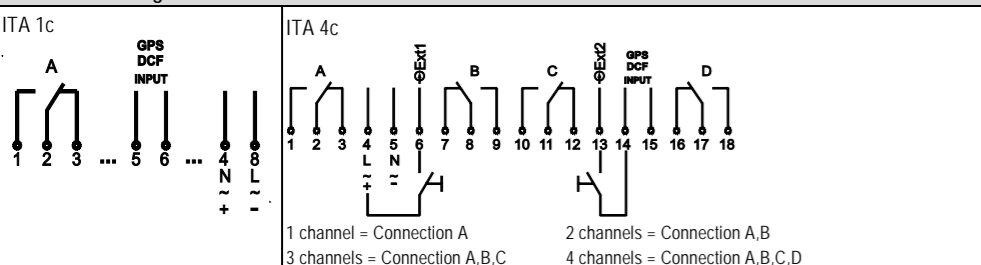 ITA 1c
GPS
DCF
INPUT
A
1 2 3 ... 5 6 ... 4 8
N L
~ ~
+ -
ITA 4c
A
Ext1
B
C
Ext2
GPS
DCF
INPUT
D
1 2 3 4 5 6 7 8 9 10 11 12 13 14 15 16 17 18
L N
~ ~
+ -
1 channel = Connection A
2 channels = Connection A,B
3 channels = Connection A,B,C
4 channels = Connection A,B,C,D